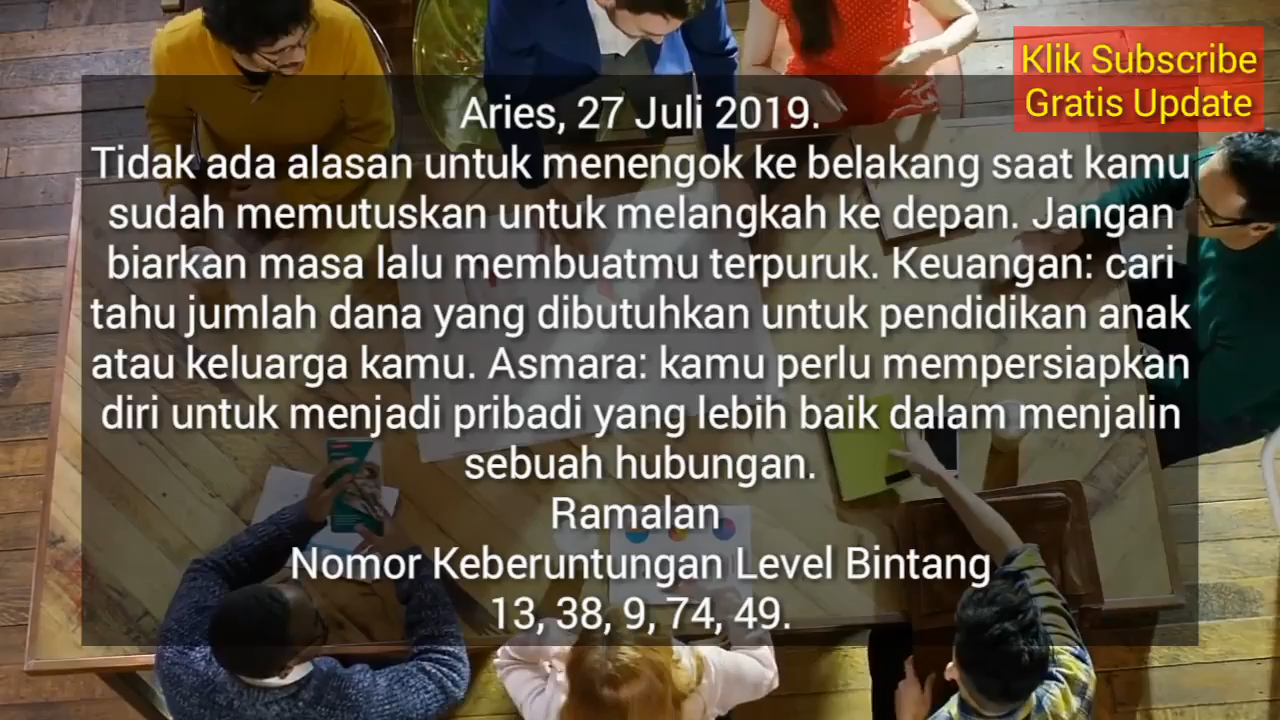 Klik Subscribe
Gratis Update
Aries, 27 Juli 2019.
Tidak ada alasan untuk menengok ke belakang saat kamu
sudah memutuskan untuk melangkah ke depan. Jangan
biarkan masa lalu membuatmu terpuruk. Keuangan: cari
tahu jumlah dana yang dibutuhkan untuk pendidikan anak
atau keluarga kamu. Asmara: kamu perlu mempersiapkan
diri untuk menjadi pribadi yang lebih baik dalam menjalin
sebuah hubungan.
Ramalan
Nomor Keberuntungan Level Bintang
13, 38, 9, 74, 49.